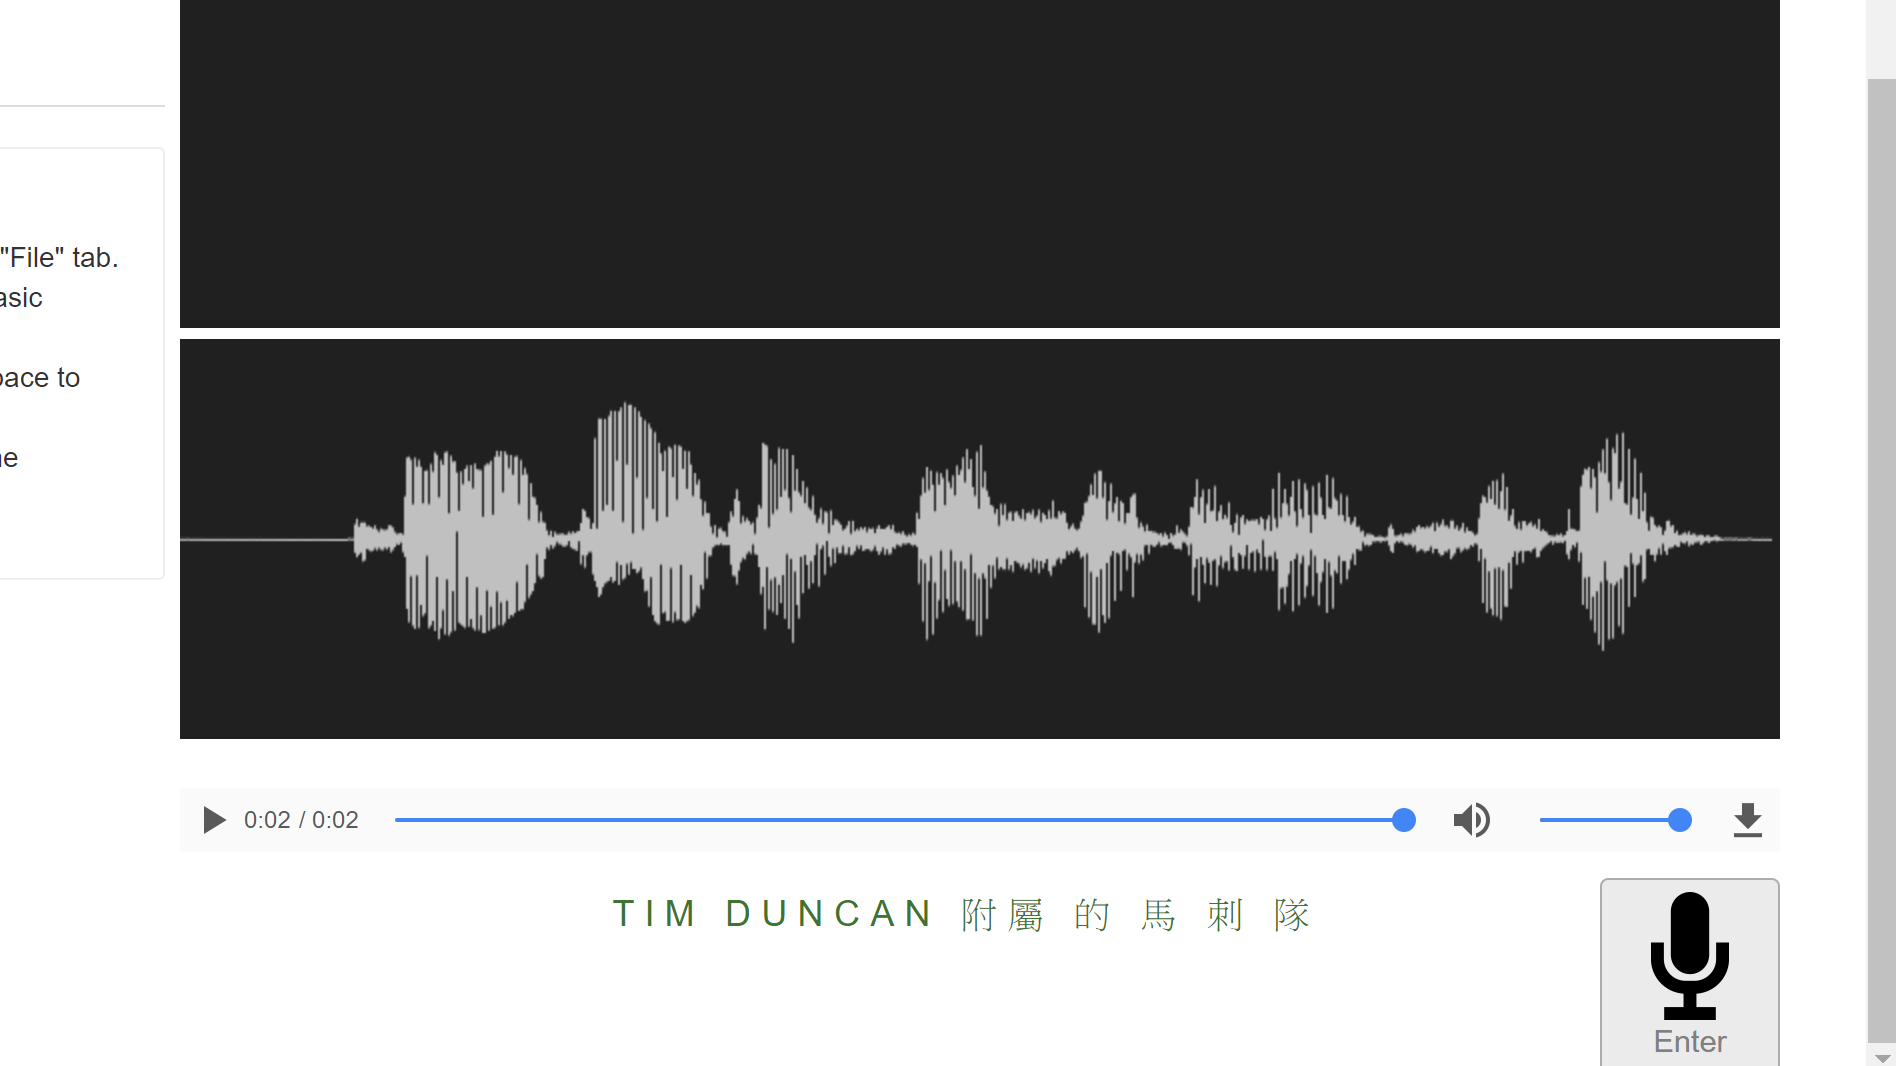 "File" tab.
asic
pace to
ne
0:02 / 0:02
TIM DUNCAN 附屬 的 馬 刺 隊
Enter